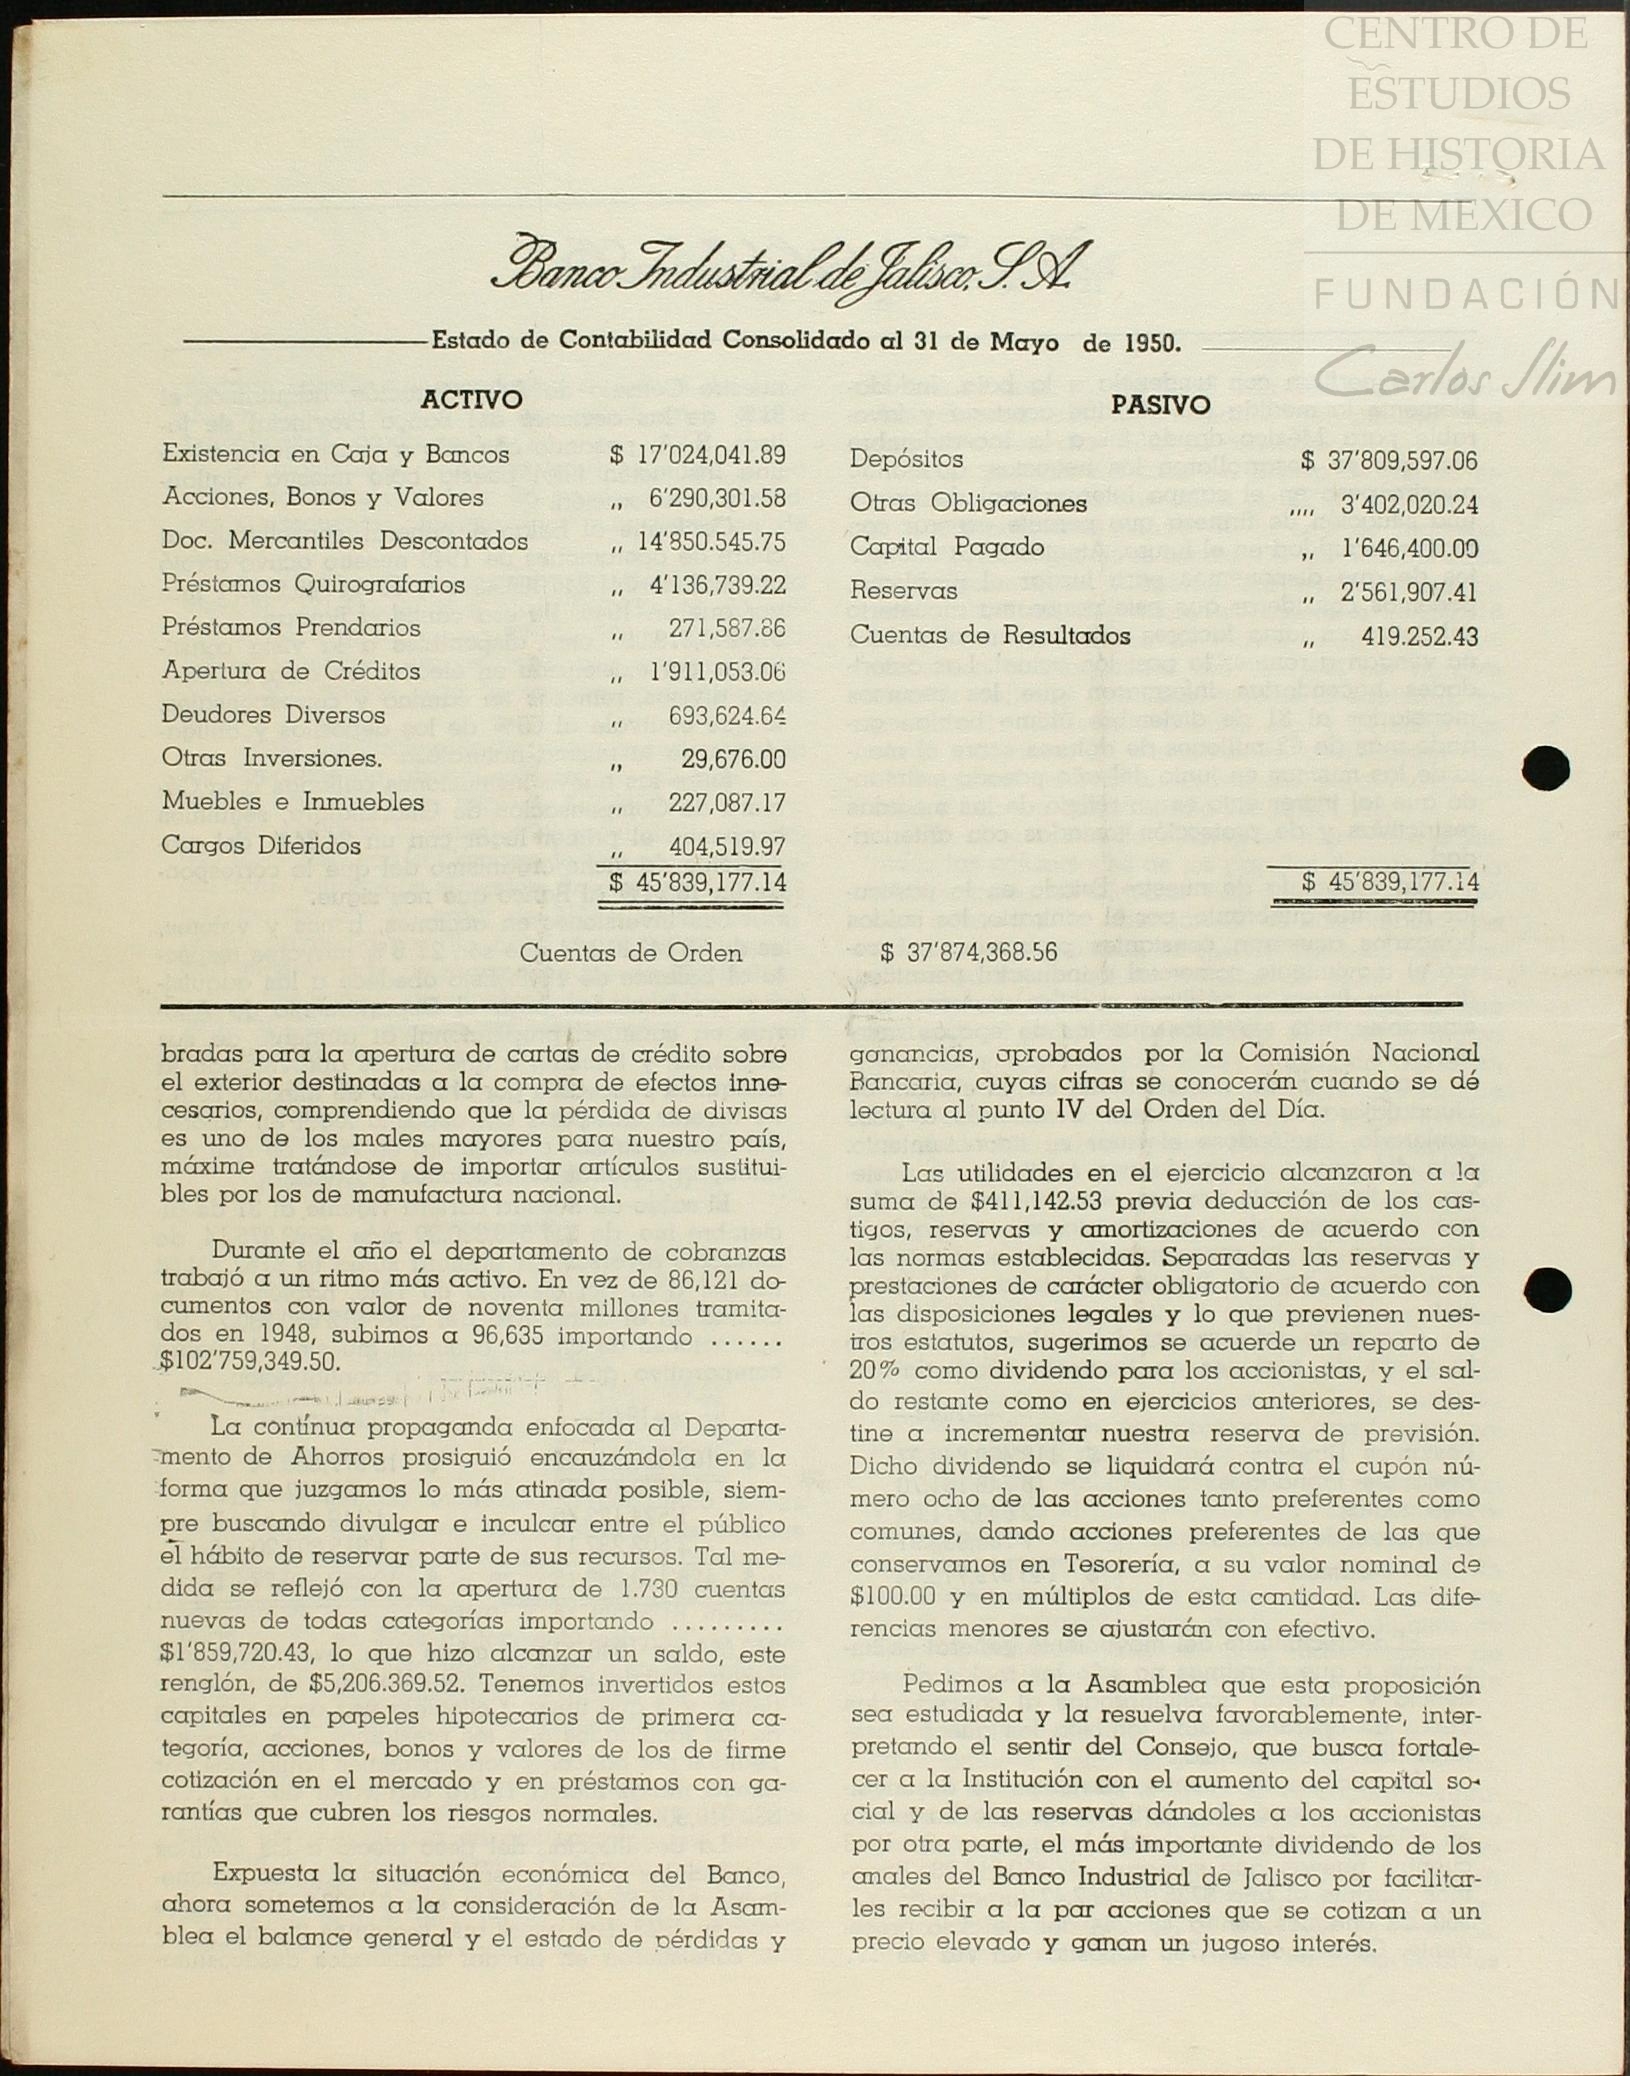 CENTRO DE
ESTUDIOS
DE HISTORIA
DE MEXICO
FUNDACIÓN
Carlos Slim
Banco Industrial de Jalisco, S. A.
Estado de Contabilidad Consolidado al 31 de Mayo de 1950.
ACTIVO
Existencia en Caja y Bancos $ 17'024,041.89
Acciones, Bonos y Valores ,, 6'290,301.58
Doc. Mercantiles Descontados ,, 14'850.545.75
Préstamos Quirografarios ,, 4'136,739.22
Préstamos Prendarios ,, 271,587.86
Apertura de Créditos ,, 1'911,053.06
Deudores Diversos ,, 693,624.64
Otras Inversiones. ,, 29,676.00
Muebles e Inmuebles ,, 227,087.17
Cargos Diferidos ,, 404,519.97
$ 45'839,177.14
PASIVO
Depósitos $ 37'809,597.06
Otras Obligaciones ,,,, 3'402,020.24
Capital Pagado ,, 1'646,400.00
Reservas ,, 2'561,907.41
Cuentas de Resultados ,, 419.252.43
$ 45'839,177.14
Cuentas de Orden $ 37'874,368.56
bradas para la apertura de cartas de crédito sobre
el exterior destinadas a la compra de efectos inne-
cesarios, comprendiendo que la pérdida de divisas
es uno de los males mayores para nuestro país,
máxime tratándose de importar artículos sustitui-
bles por los de manufactura nacional.
Durante el año el departamento de cobranzas
trabajó a un ritmo más activo. En vez de 86,121 do-
cumentos con valor de noventa millones tramita-
dos en 1948, subimos a 96,635 importando ......
$102'759,349.50.
La contínua propaganda enfocada al Departa-
mento de Ahorros prosiguió encauzándola en la
forma que juzgamos lo más atinada posible, siem-
pre buscando divulgar e inculcar entre el público
el hábito de reservar parte de sus recursos. Tal me-
dida se reflejó con la apertura de 1.730 cuentas
nuevas de todas categorías importando .........
$1'859,720.43, lo que hizo alcanzar un saldo, este
renglón, de $5,206.369.52. Tenemos invertidos estos
capitales en papeles hipotecarios de primera ca-
tegoría, acciones, bonos y valores de los de firme
cotización en el mercado y en préstamos con ga-
rantías que cubren los riesgos normales.
Expuesta la situación económica del Banco,
ahora sometemos a la consideración de la Asam-
blea el balance general y el estado de pérdidas y
ganancias, aprobados por la Comisión Nacional
Bancaria, cuyas cifras se conocerán cuando se dé
lectura al punto IV del Orden del Día.
Las utilidades en el ejercicio alcanzaron a la
suma de $411,142.53 previa deducción de los cas-
tigos, reservas y amortizaciones de acuerdo con
las normas establecidas. Separadas las reservas y
prestaciones de carácter obligatorio de acuerdo con
las disposiciones legales y lo que previenen nues-
tros estatutos, sugerimos se acuerde un reparto de
20% como dividendo para los accionistas, y el sal-
do restante como en ejercicios anteriores, se des-
tine a incrementar nuestra reserva de previsión.
Dicho dividendo se liquidará contra el cupón nú-
mero ocho de las acciones tanto preferentes como
comunes, dando acciones preferentes de las que
conservamos en Tesorería, a su valor nominal de
$100.00 y en múltiplos de esta cantidad. Las dife-
rencias menores se ajustarán con efectivo.
Pedimos a la Asamblea que esta proposición
sea estudiada y la resuelva favorablemente, inter-
pretando el sentir del Consejo, que busca fortale-
cer a la Institución con el aumento del capital so-
cial y de las reservas dándoles a los accionistas
por otra parte, el más importante dividendo de los
anales del Banco Industrial de Jalisco por facilitar-
les recibir a la par acciones que se cotizan a un
precio elevado y ganan un jugoso interés.